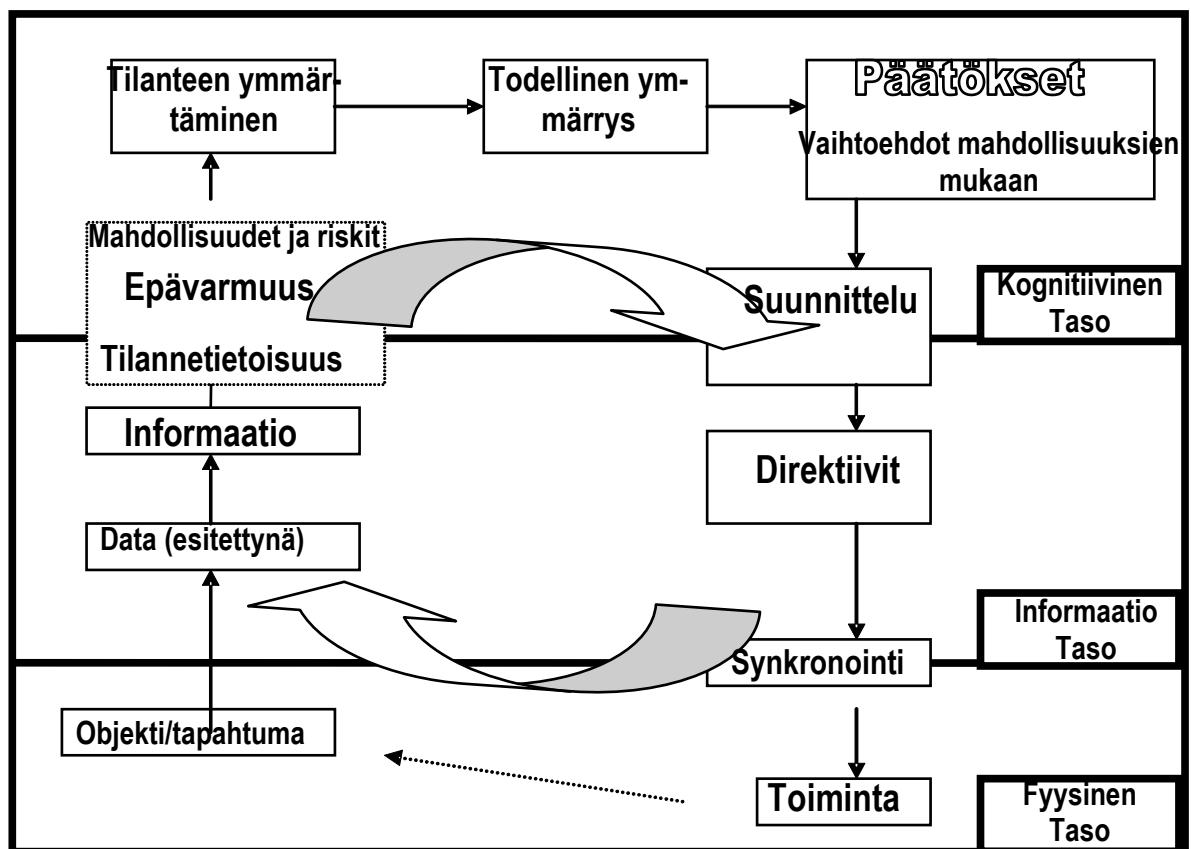 Tilanteen ymmär-
täminen
Todellinen ym-
märrys
Päätökset
Vaihtoehdot mahdollisuuksien
mukaan
Mahdollisuudet ja riskit
Epävarmuus
Tilannetietoisuus
Suunnittelu
Kognitiivinen
Taso
Informaatio
Direktiivit
Data (esitettynä)
Informaatio
Taso
Synkronointi
Objekti/tapahtuma
Toiminta
Fyysinen
Taso